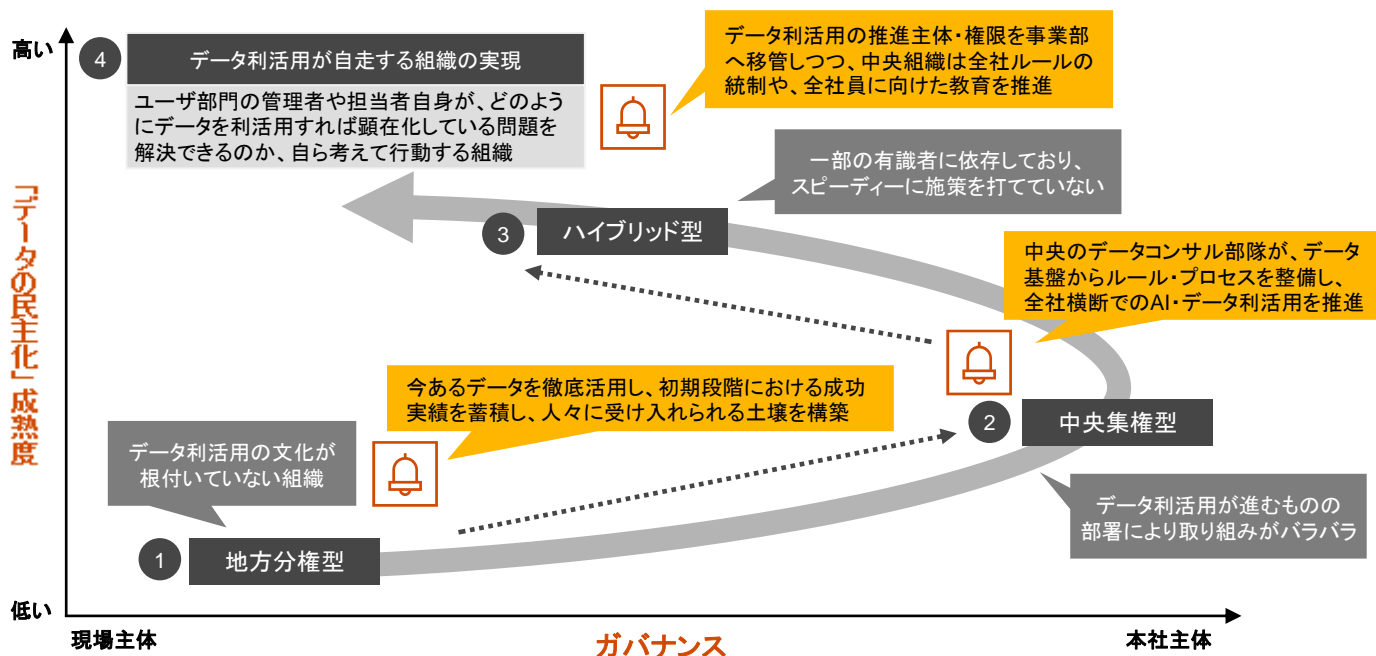 高い
4
データ利活用が自走する組織の実現
ユーザ部門の管理者や担当者自身が、どのよう
にデータを利活用すれば顕在化している問題を
解決できるのか、自ら考えて行動する組織
データ利活用の推進主体・権限を事業部
へ移管しつつ、中央組織は全社ルールの
統制や、全社員に向けた教育を推進
一部の有識者に依存しており、
スピーディーに施策を打てていない
3
ハイブリッド型
中央のデータコンサル部隊が、データ
基盤からルール・プロセスを整備し、
全社横断でのAI・データ利活用を推進
「データの民主化」成熟度
今あるデータを徹底活用し、初期段階における成功
実績を蓄積し、人々に受け入れられる土壌を構築
2
中央集権型
データ利活用の文化が
根付いていない組織
データ利活用が進むものの
部署により取り組みがバラバラ
1
地方分権型
低い
現場主体
ガバナンス
本社主体